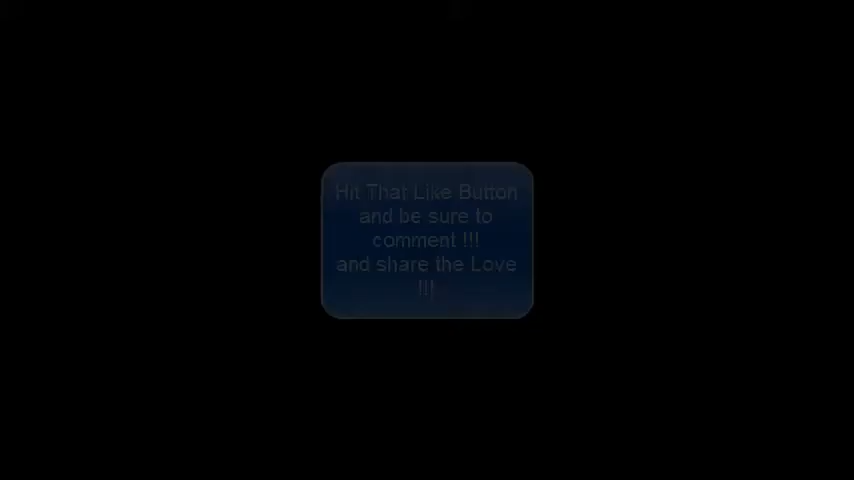 Hit That Like Button
and be sure to
comment !!!
and share the Love
!!!